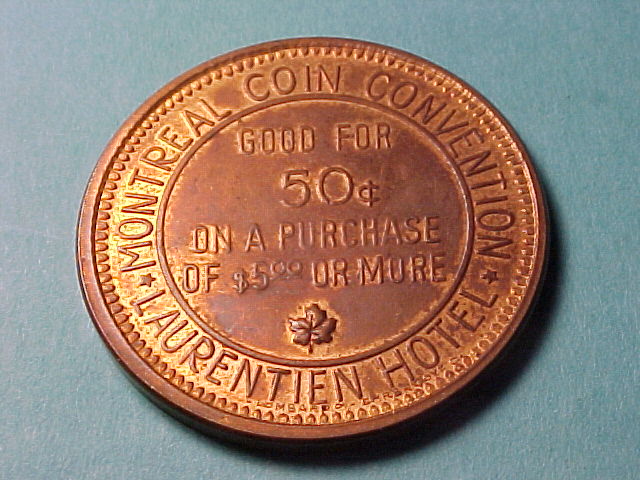 MONTREAL COIN CONVENTION
GOOD FOR
50¢
ON A PURCHASE
OF $5.00 OR MORE
★ LAURENTIEN HOTEL ★